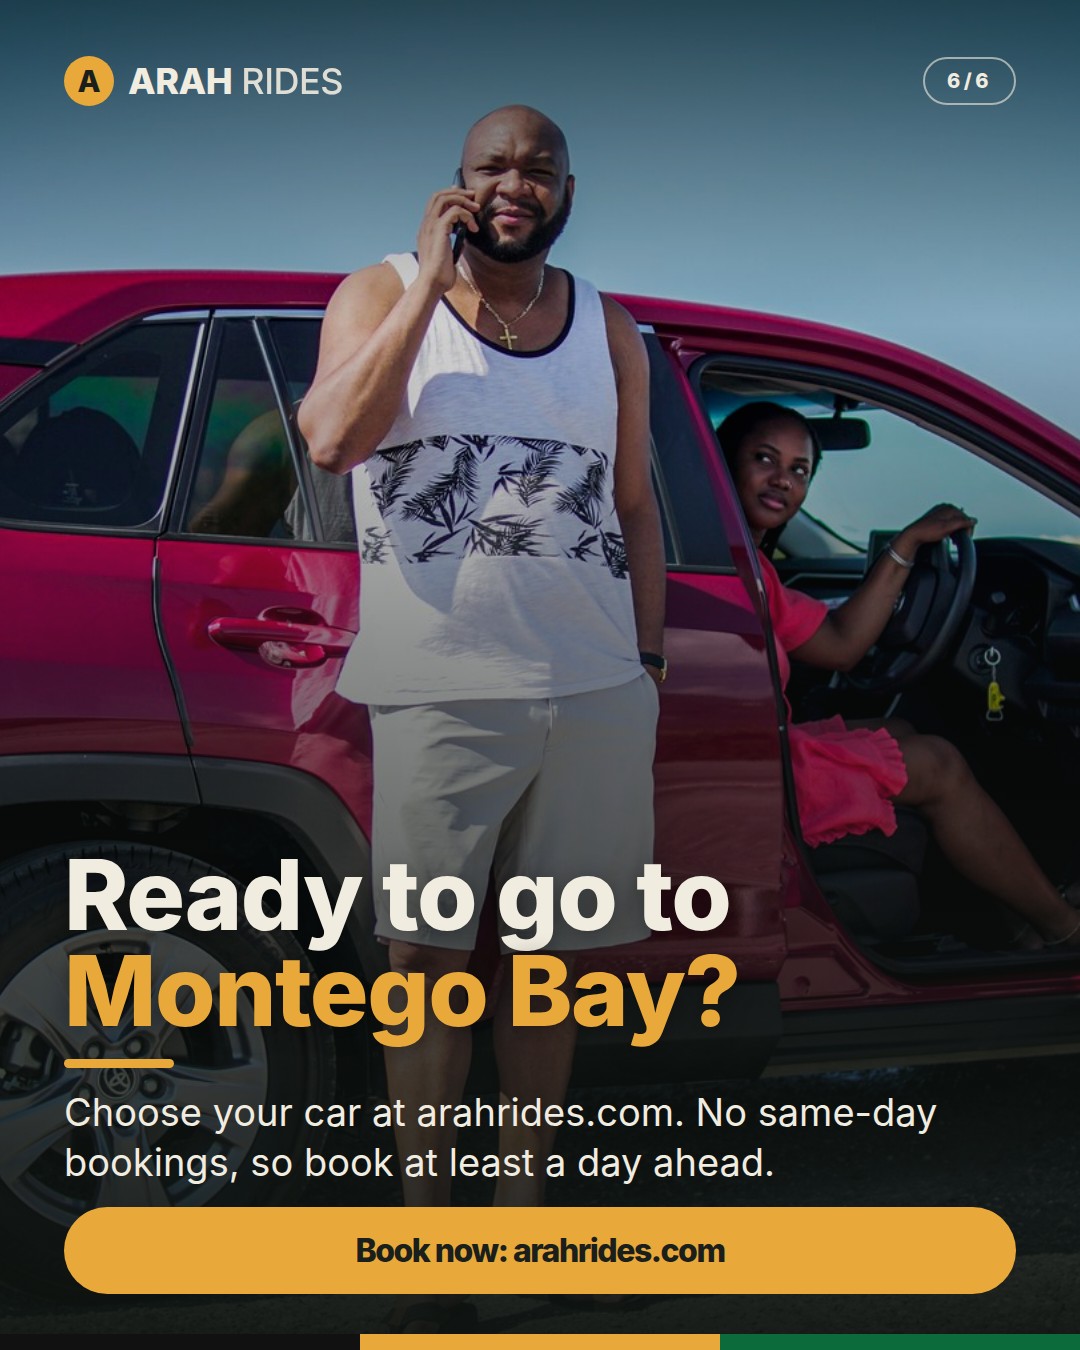 A ARAH RIDES
6/6
Ready to go to
Montego Bay?
Choose your car at arahrides.com. No same-day
bookings, so book at least a day ahead.
Book now: arahrides.com